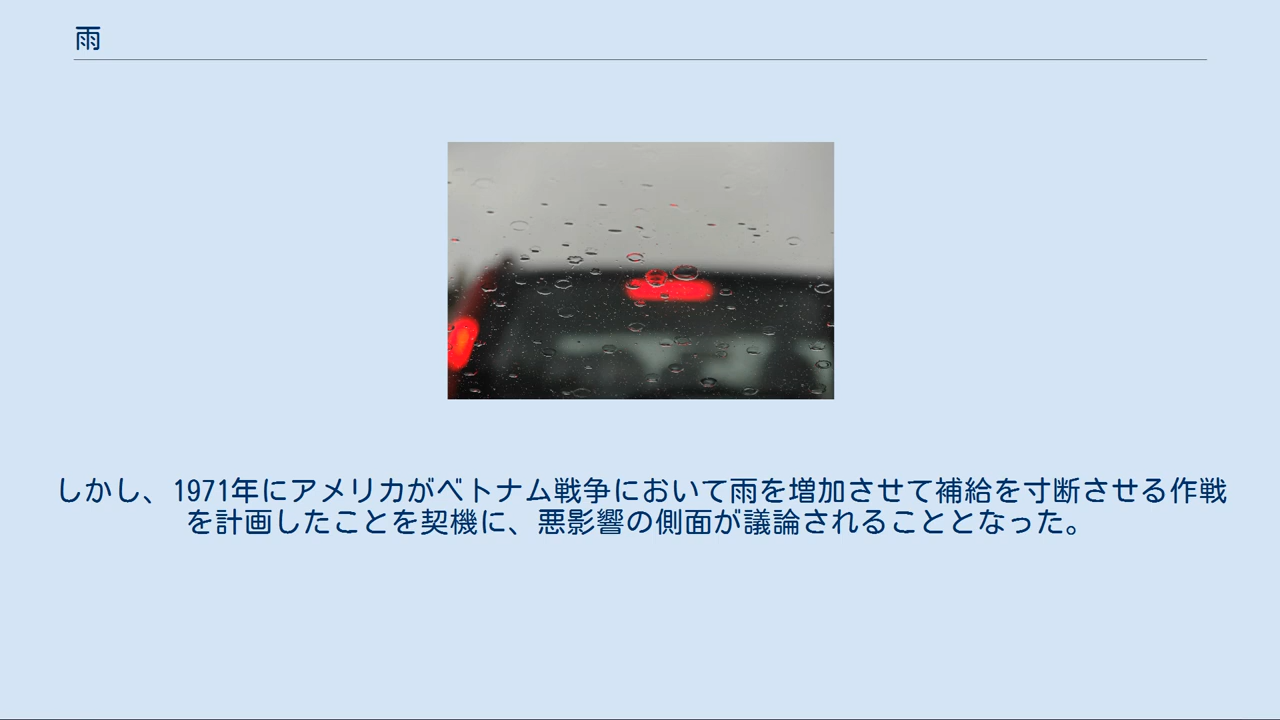 雨
しかし、1971年にアメリカがベトナム戦争において雨を増加させて補給を寸断させる作戦
を計画したことを契機に、悪影響の側面が議論されることとなった。